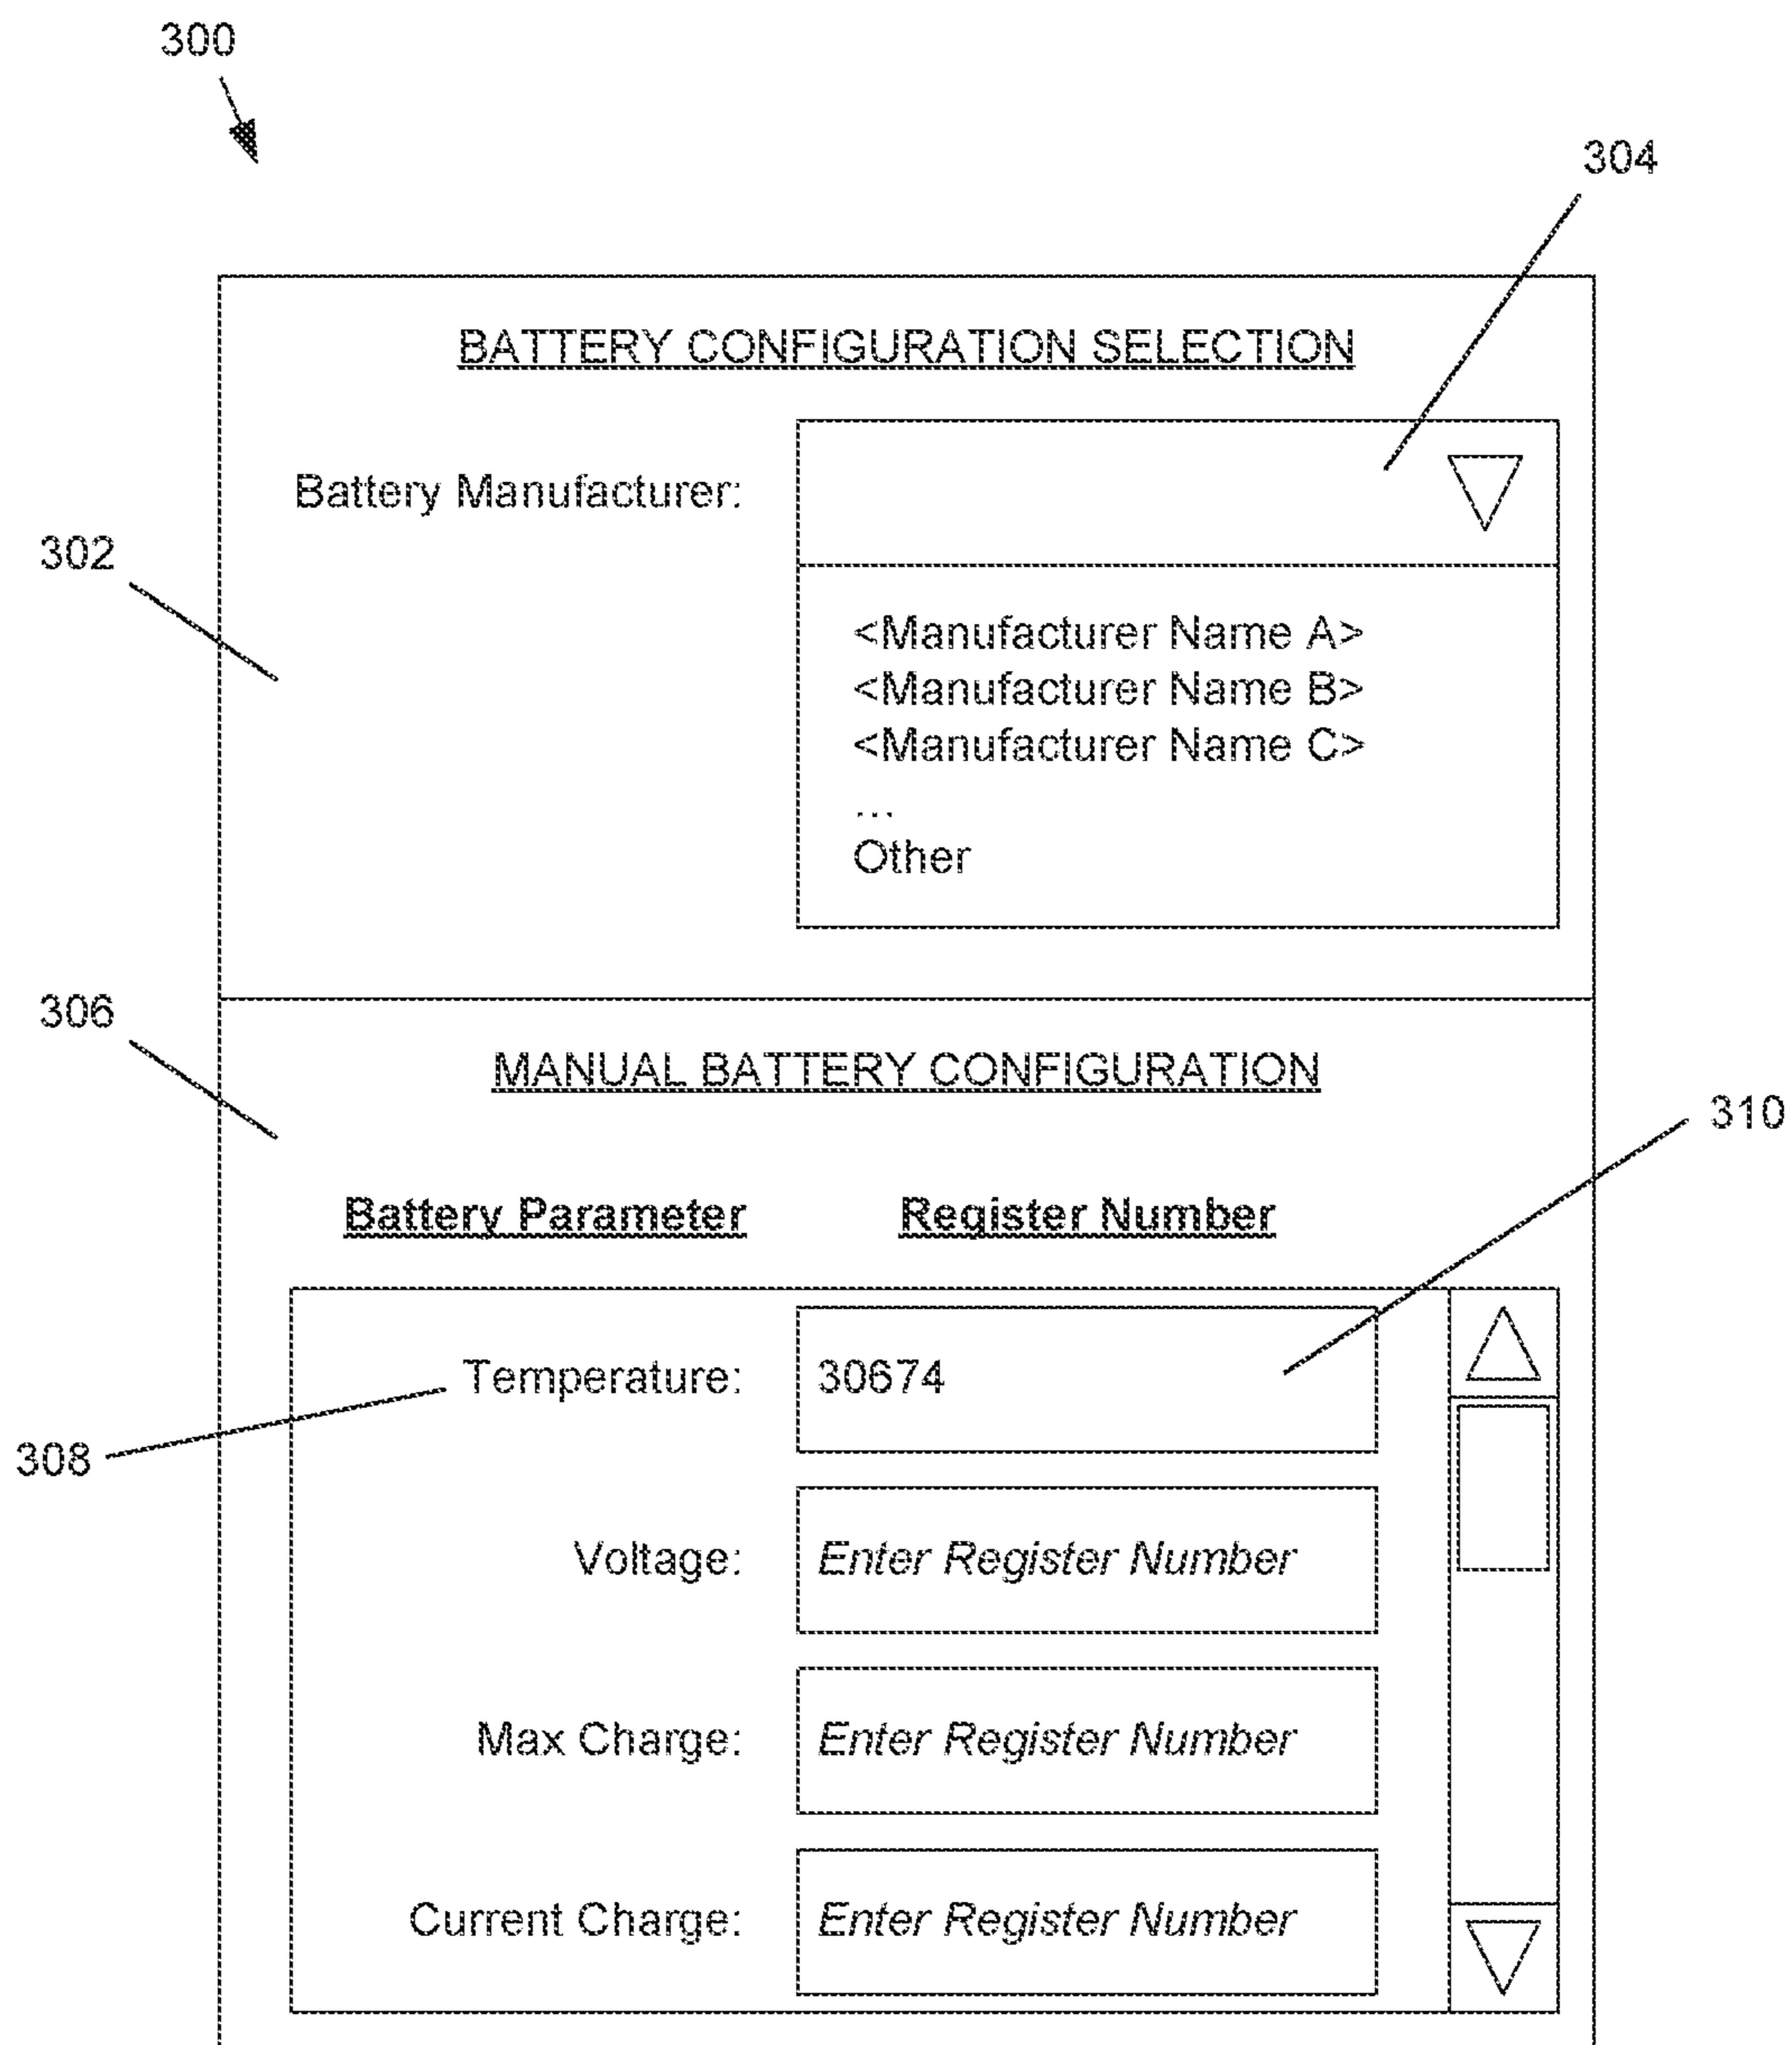 300
304
BATTERY CONFIGURATION SELECTION
Battery Manufacturer:
302
<Manufacturer Name A>
<Manufacturer Name B>
<Manufacturer Name C>
...
Other
306
MANUAL BATTERY CONFIGURATION
310
Battery Parameter Register Number
Temperature: 30674
308
Voltage: Enter Register Number
Max Charge: Enter Register Number
Current Charge: Enter Register Number